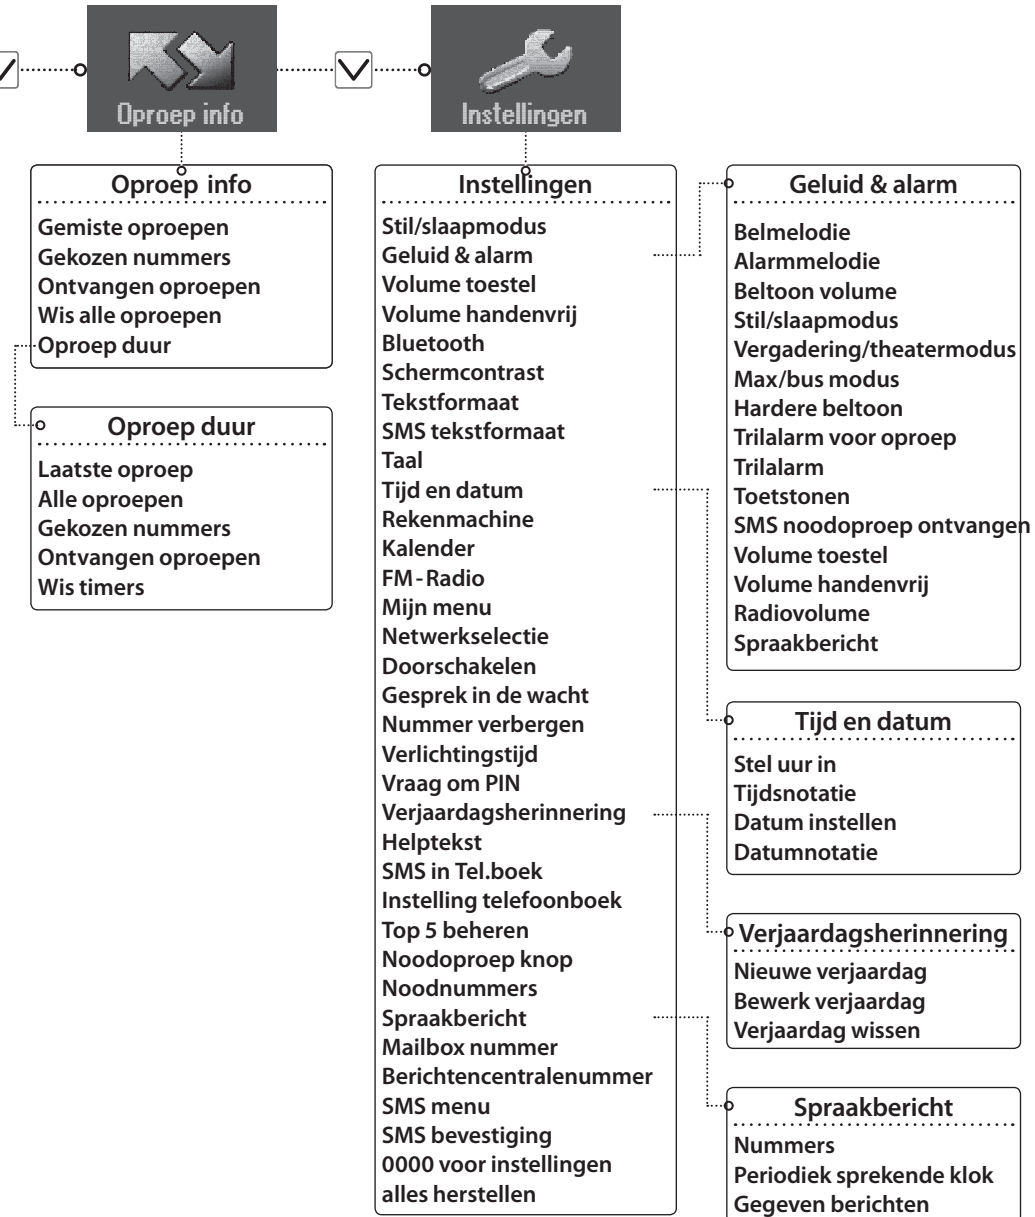 Oproep info
Instellingen
Oproep info
Gemiste oproepen
Gekozen nummers
Ontvangen oproepen
Wis alle oproepen
Oproep duur
Oproep duur
Laatste oproep
Alle oproepen
Gekozen nummers
Ontvangen oproepen
Wis timers
Instellingen
Stil/slaapmodus
Geluid & alarm
Volume toestel
Volume handenvrij
Bluetooth
Schermcontrast
Tekstformaat
SMS tekstformaat
Taal
Tijd en datum
Rekenmachine
Kalender
FM-Radio
Mijn menu
Netwerkselectie
Doorschakelen
Gesprek in de wacht
Nummer verbergen
Verlichtingstijd
Vraag om PIN
Verjaardagsherinnering
Helptekst
SMS in Tel.boek
Instelling telefoonboek
Top 5 beheren
Noodoproep knop
Noodnummers
Spraakbericht
Mailbox nummer
Berichtencentralenummer
SMS menu
SMS bevestiging
0000 voor instellingen
alles herstellen
Geluid & alarm
Belmelodie
Alarmmelodie
Beltoon volume
Stil/slaapmodus
Vergadering/theatermodus
Max/bus modus
Hardere beltoon
Trilalarm voor oproep
Trilalarm
Toetstonen
SMS noodoproep ontvangen
Volume toestel
Volume handenvrij
Radiovolume
Spraakbericht
Tijd en datum
Stel uur in
Tijdsnotatie
Datum instellen
Datumnotatie
Verjaardagsherinnering
Nieuwe verjaardag
Bewerk verjaardag
Verjaardag wissen
Spraakbericht
Nummers
Periodiek sprekende klok
Gegeven berichten